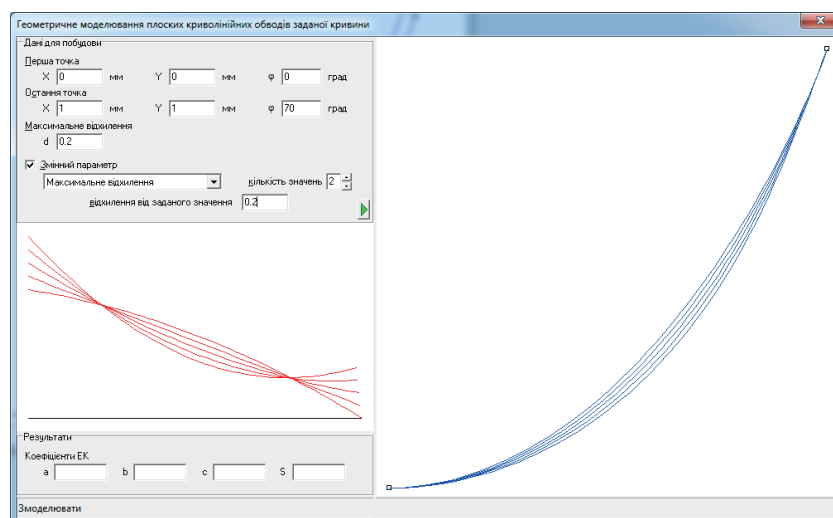 Геометричне моделювання плоских криволінійних обводів заданої кривини
Дані для побудови
Перша точка
X 0 мм Y 0 мм φ 0 град
Остання точка
X 1 мм Y 1 мм φ 70 град
Максимальне відхилення
d 0.2
Змінний параметр
Максимальне відхилення кількість значень 2
відхилення від заданого значення 0.2
Результати
Коефіцієнти ЕК
a b c S
Змоделювати